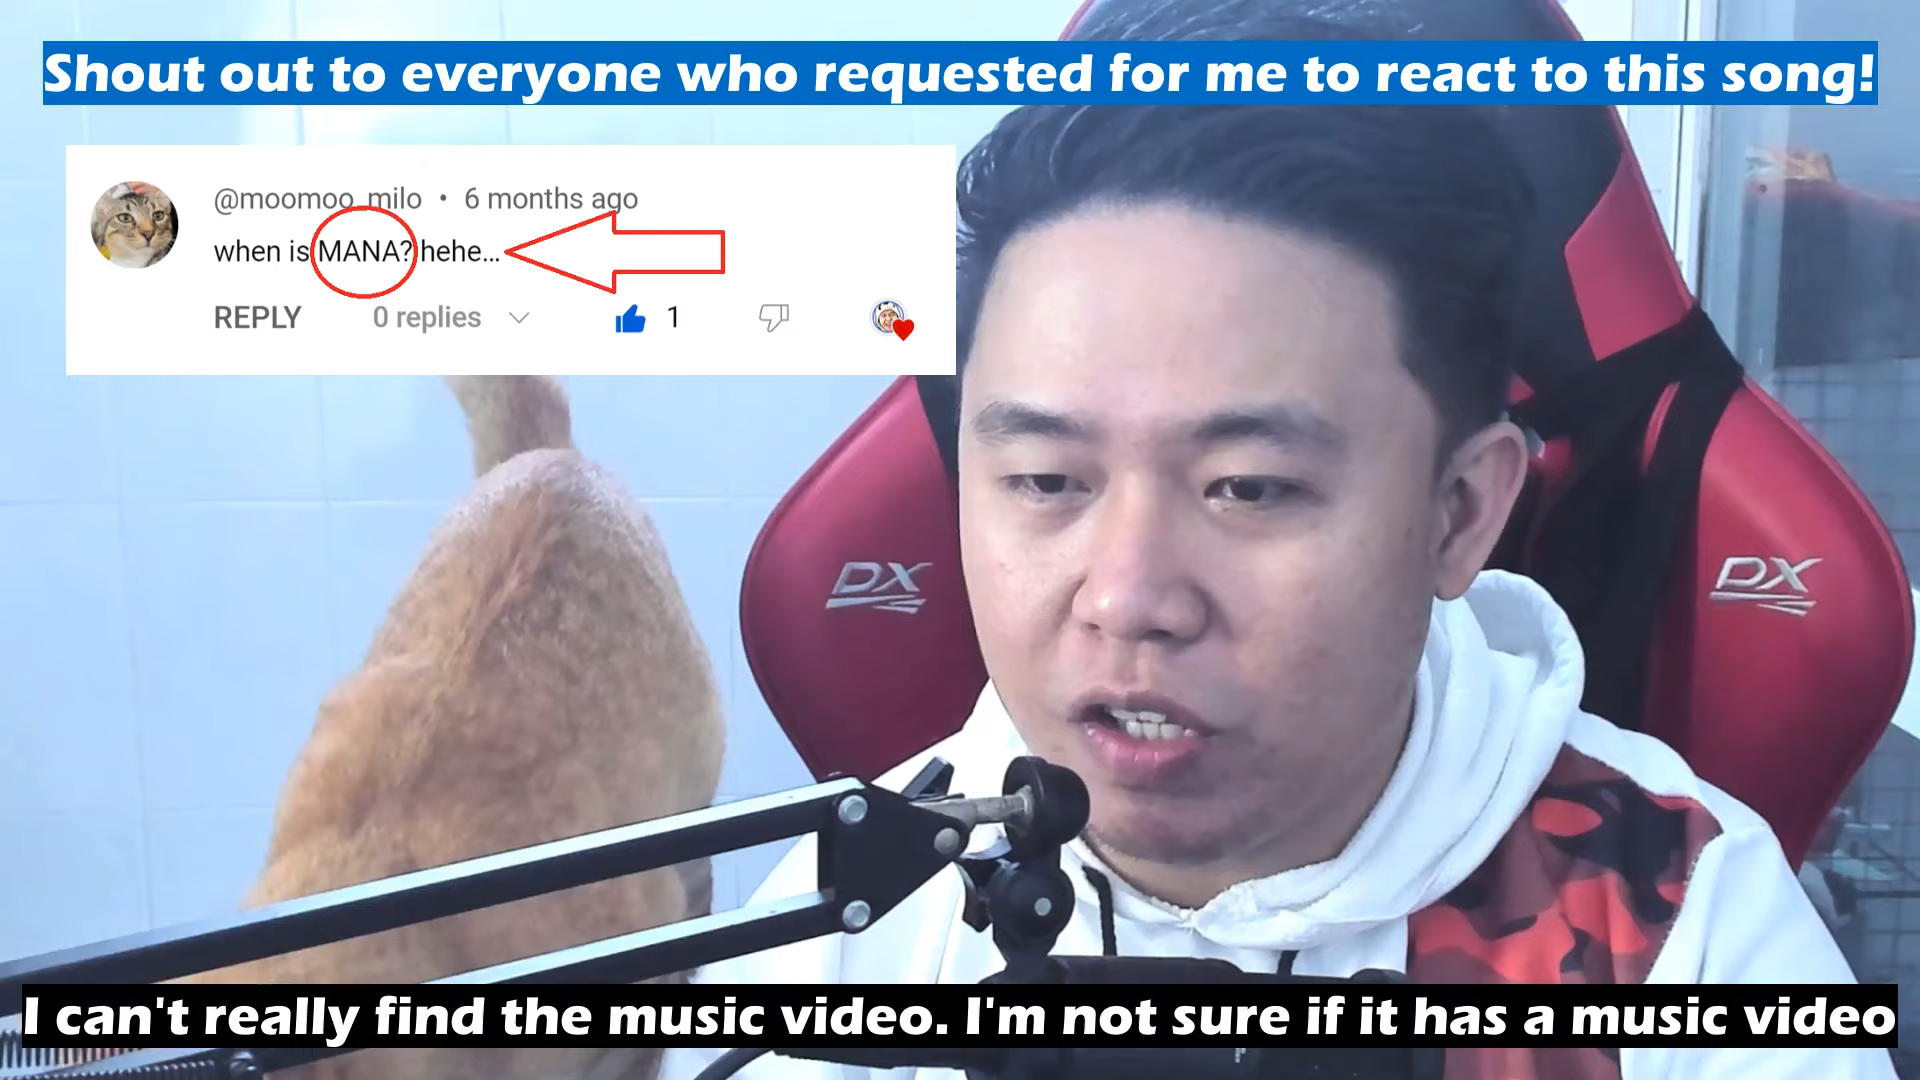 Shout out to everyone who requested for me to react to this song!
@moomoo_milo • 6 months ago
when is MANA? hehe...
REPLY 0 replies 1
DX
DX
I can't really find the music video. I'm not sure if it has a music video